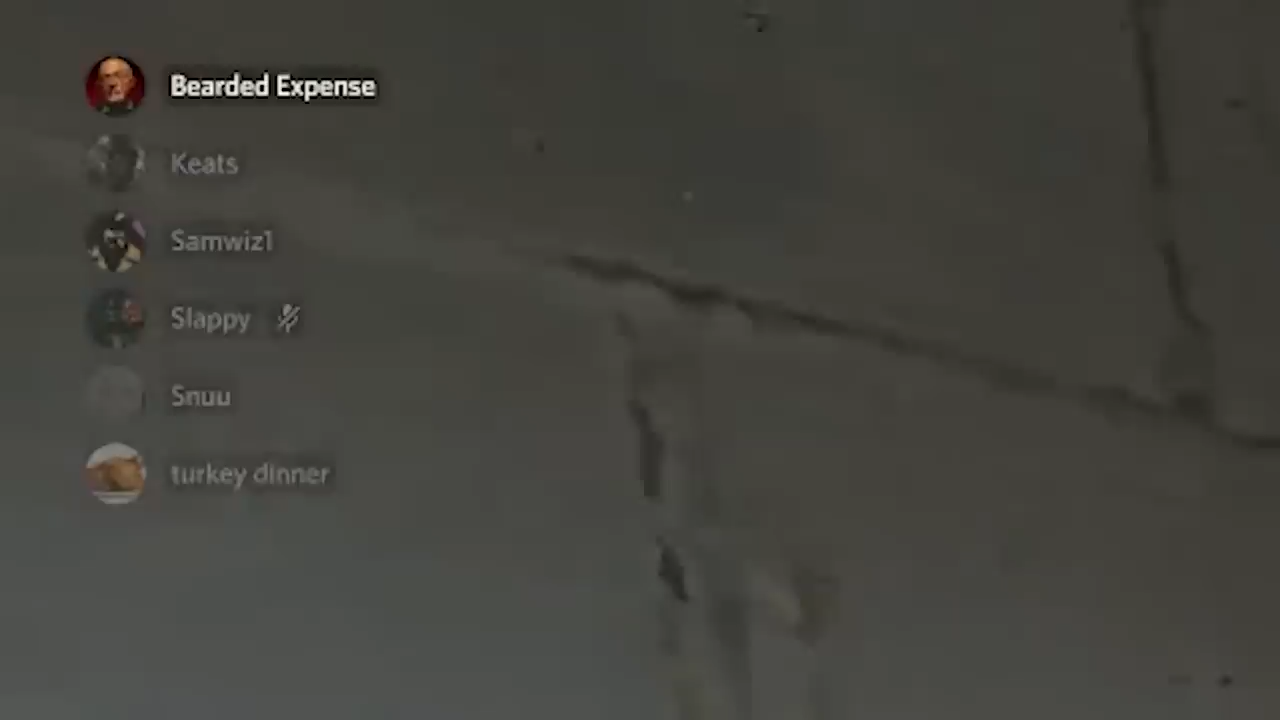 Bearded Expense
Keats
Samwiz1
Slappy
Snuu
turkey dinner